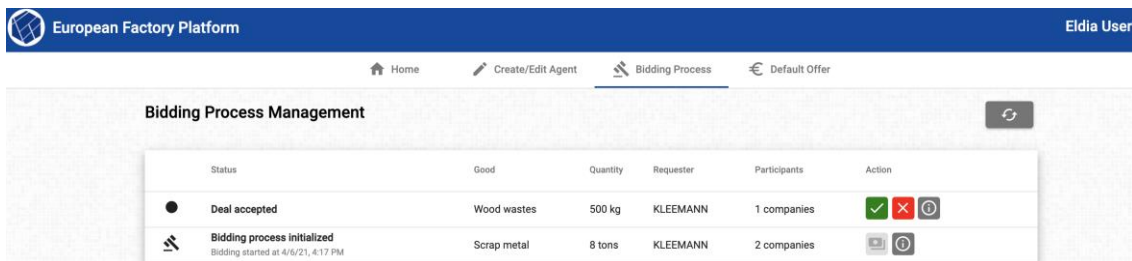 European Factory Platform
Eldia User
Home Create/Edit Agent Bidding Process Default Offer
Bidding Process Management
Status Good Quantity Requester Participants Action
Deal accepted Wood wastes 500 kg KLEEMANN 1 companies
Bidding process initialized
Scrap metal 8 tons KLEEMANN 2 companies
Bidding started at 4/6/21, 4:17 PM